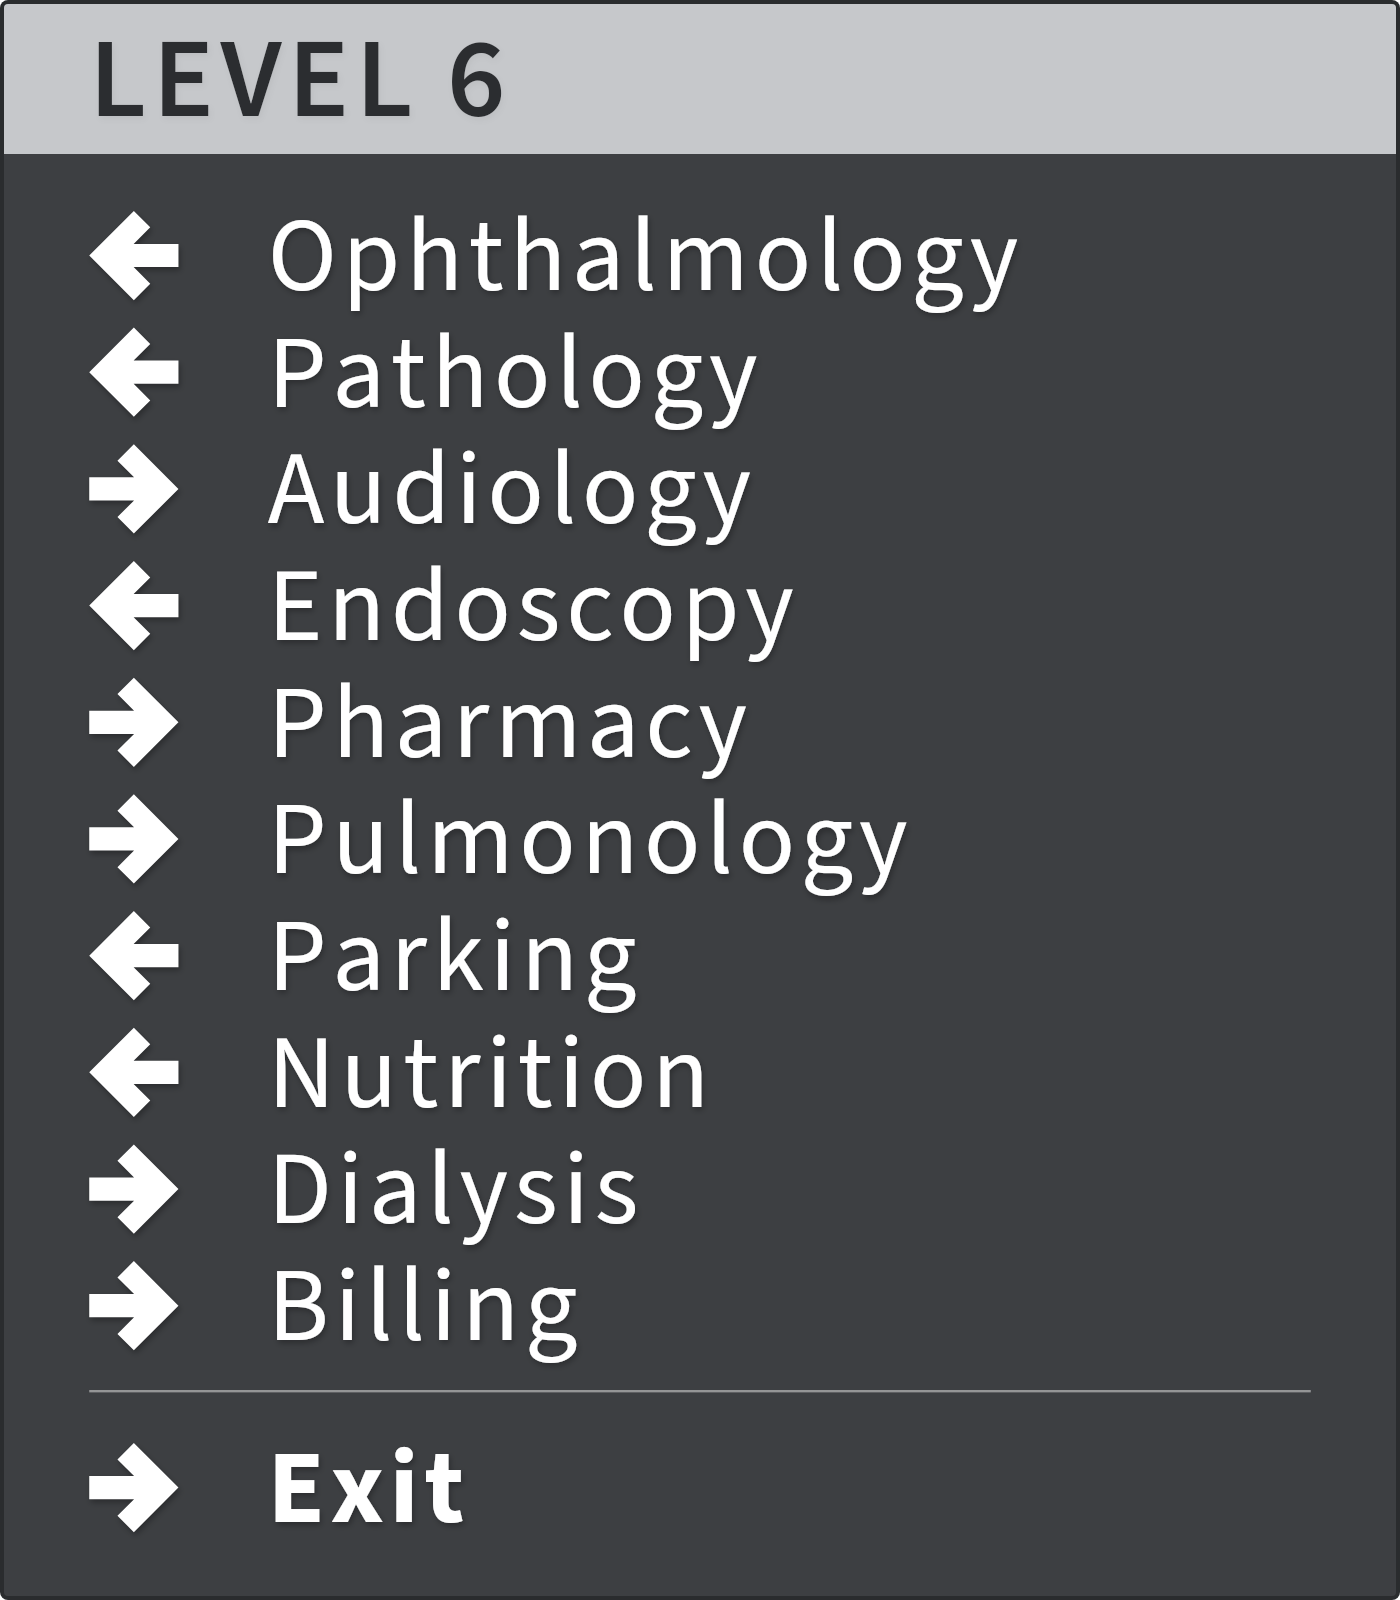 LEVEL 6
← Ophthalmology
← Pathology
→ Audiology
← Endoscopy
→ Pharmacy
→ Pulmonology
← Parking
← Nutrition
→ Dialysis
→ Billing
→ Exit